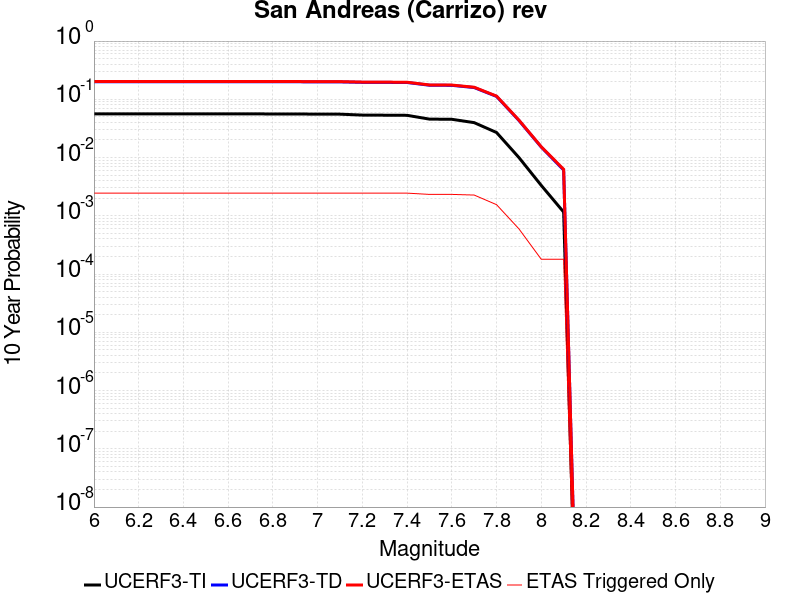 San Andreas (Carrizo) rev
10 0
10 -1
10 -2
10 -3
10 -4
10 -5
10 -6
10 -7
10 -8
10 Year Probability
6 6.2 6.4 6.6 6.8 7 7.2 7.4 7.6 7.8 8 8.2 8.4 8.6 8.8 9
Magnitude
UCERF3-TI UCERF3-TD UCERF3-ETAS ETAS Triggered Only